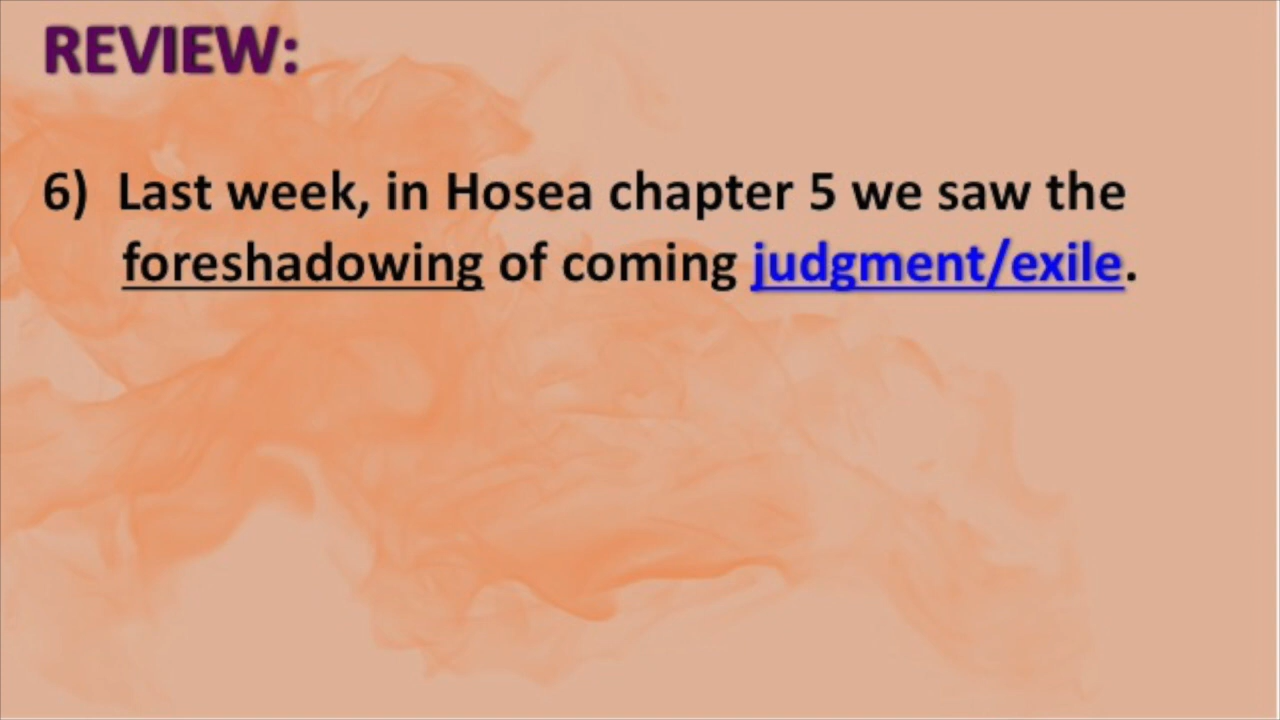 REVIEW:
6) Last week, in Hosea chapter 5 we saw the
foreshadowing of coming judgment/exile.